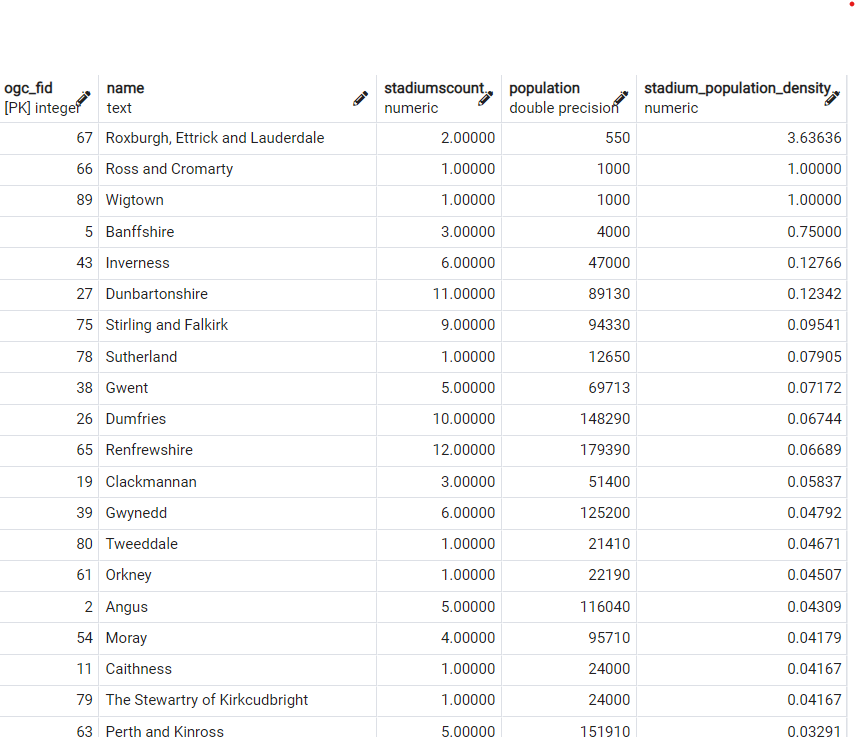 ogc_fid name stadiumscount population stadium_population_density
[PK] integer text numeric double precision numeric
67 Roxburgh, Ettrick and Lauderdale 2.00000 550 3.63636
66 Ross and Cromarty 1.00000 1000 1.00000
89 Wigtown 1.00000 1000 1.00000
5 Banffshire 3.00000 4000 0.75000
43 Inverness 6.00000 47000 0.12766
27 Dunbartonshire 11.00000 89130 0.12342
75 Stirling and Falkirk 9.00000 94330 0.09541
78 Sutherland 1.00000 12650 0.07905
38 Gwent 5.00000 69713 0.07172
26 Dumfries 10.00000 148290 0.06744
65 Renfrewshire 12.00000 179390 0.06689
19 Clackmannan 3.00000 51400 0.05837
39 Gwynedd 6.00000 125200 0.04792
80 Tweeddale 1.00000 21410 0.04671
61 Orkney 1.00000 22190 0.04507
2 Angus 5.00000 116040 0.04309
54 Moray 4.00000 95710 0.04179
11 Caithness 1.00000 24000 0.04167
79 The Stewartry of Kirkcudbright 1.00000 24000 0.04167
63 Perth and Kinross 5.00000 151910 0.03291